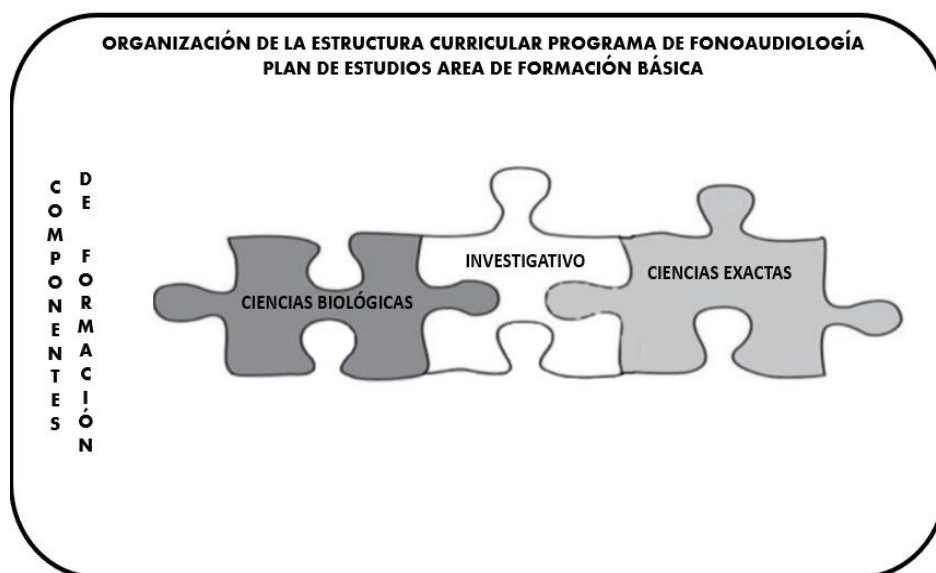 ORGANIZACIÓN DE LA ESTRUCTURA CURRICULAR PROGRAMA DE FONOAUDIOLOGÍA
PLAN DE ESTUDIOS AREA DE FORMACIÓN BÁSICA
COMPONENTES
DE FORMACIÓN
CIENCIAS BIOLÓGICAS
INVESTIGATIVO
CIENCIAS EXACTAS